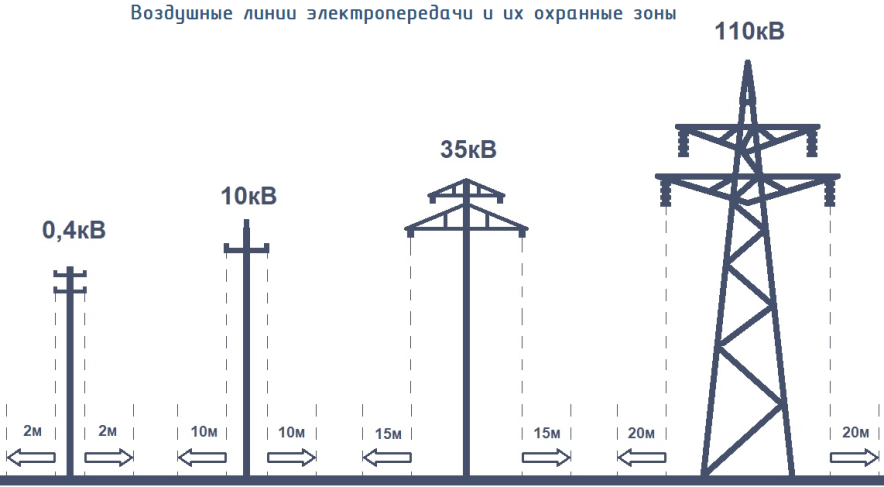 Воздушные линии электропередачи и их охранные зоны
110кВ
35кВ
10кВ
0,4кВ
2м 2м 10м 10м 15м 15м 20м 20м